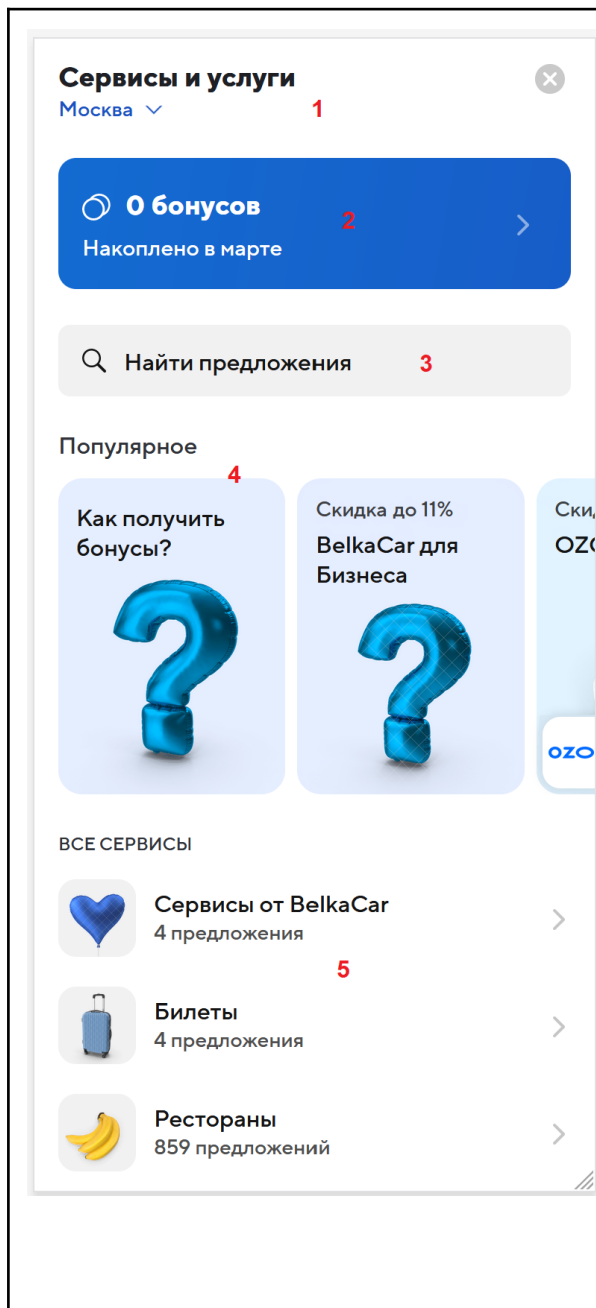 Сервисы и услуги
Москва
1
0 бонусов
2
Накоплено в марте
Найти предложения
3
Популярное
4
Как получить
бонусы?
Скидка до 11%
BelkaCar для
Бизнеса
ВСЕ СЕРВИСЫ
Сервисы от BelkaCar
4 предложения
5
Билеты
4 предложения
Рестораны
859 предложений